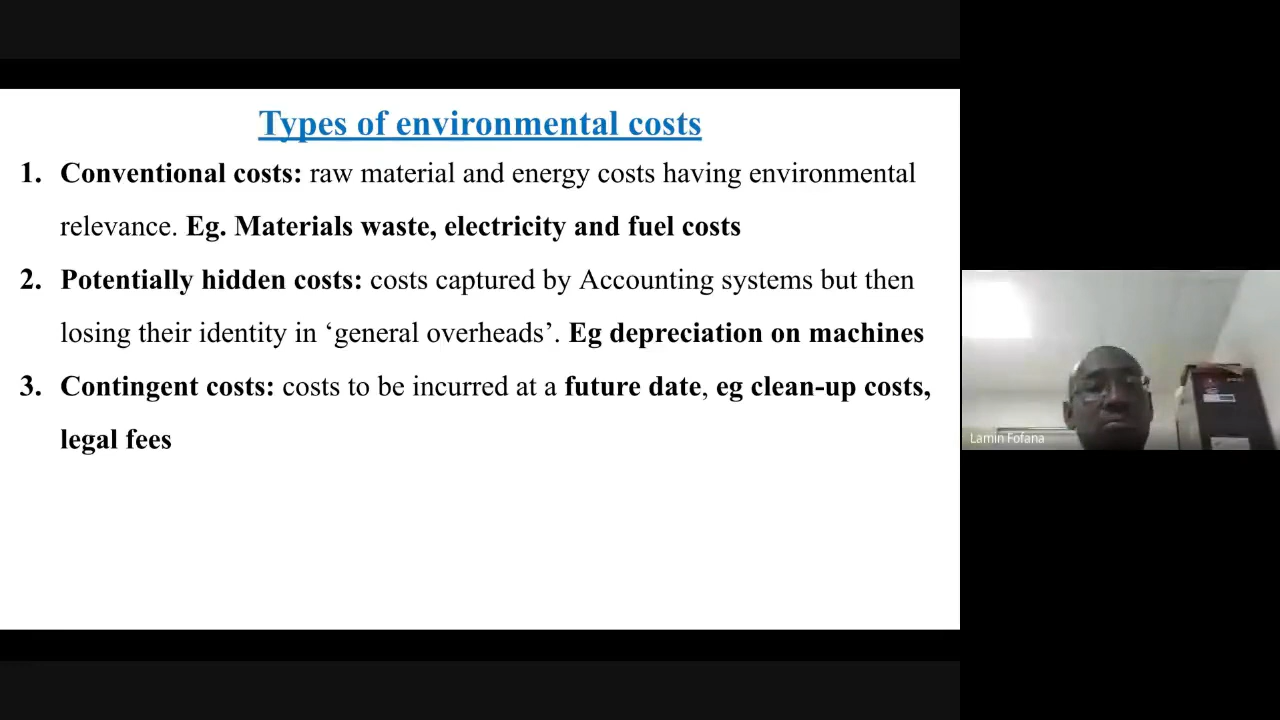 Types of environmental costs
1. Conventional costs: raw material and energy costs having environmental
relevance. Eg. Materials waste, electricity and fuel costs
2. Potentially hidden costs: costs captured by Accounting systems but then
losing their identity in ‘general overheads’. Eg depreciation on machines
3. Contingent costs: costs to be incurred at a future date, eg clean-up costs,
legal fees
Lamin Fofana